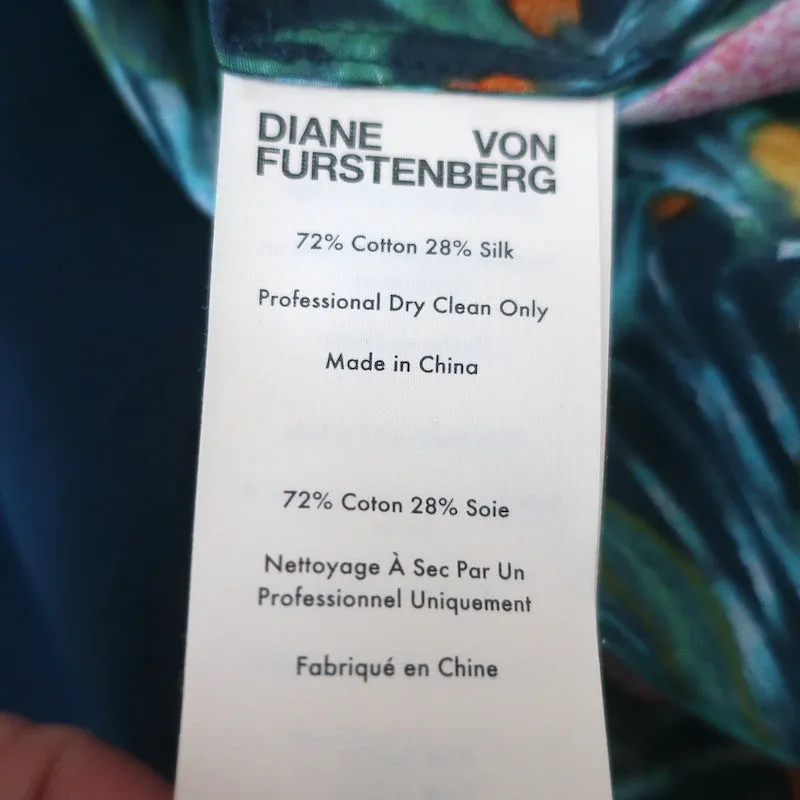 DIANE VON
FURSTENBERG
72% Cotton 28% Silk
Professional Dry Clean Only
Made in China
72% Coton 28% Soie
Nettoyage À Sec Par Un
Professionnel Uniquement
Fabriqué en Chine